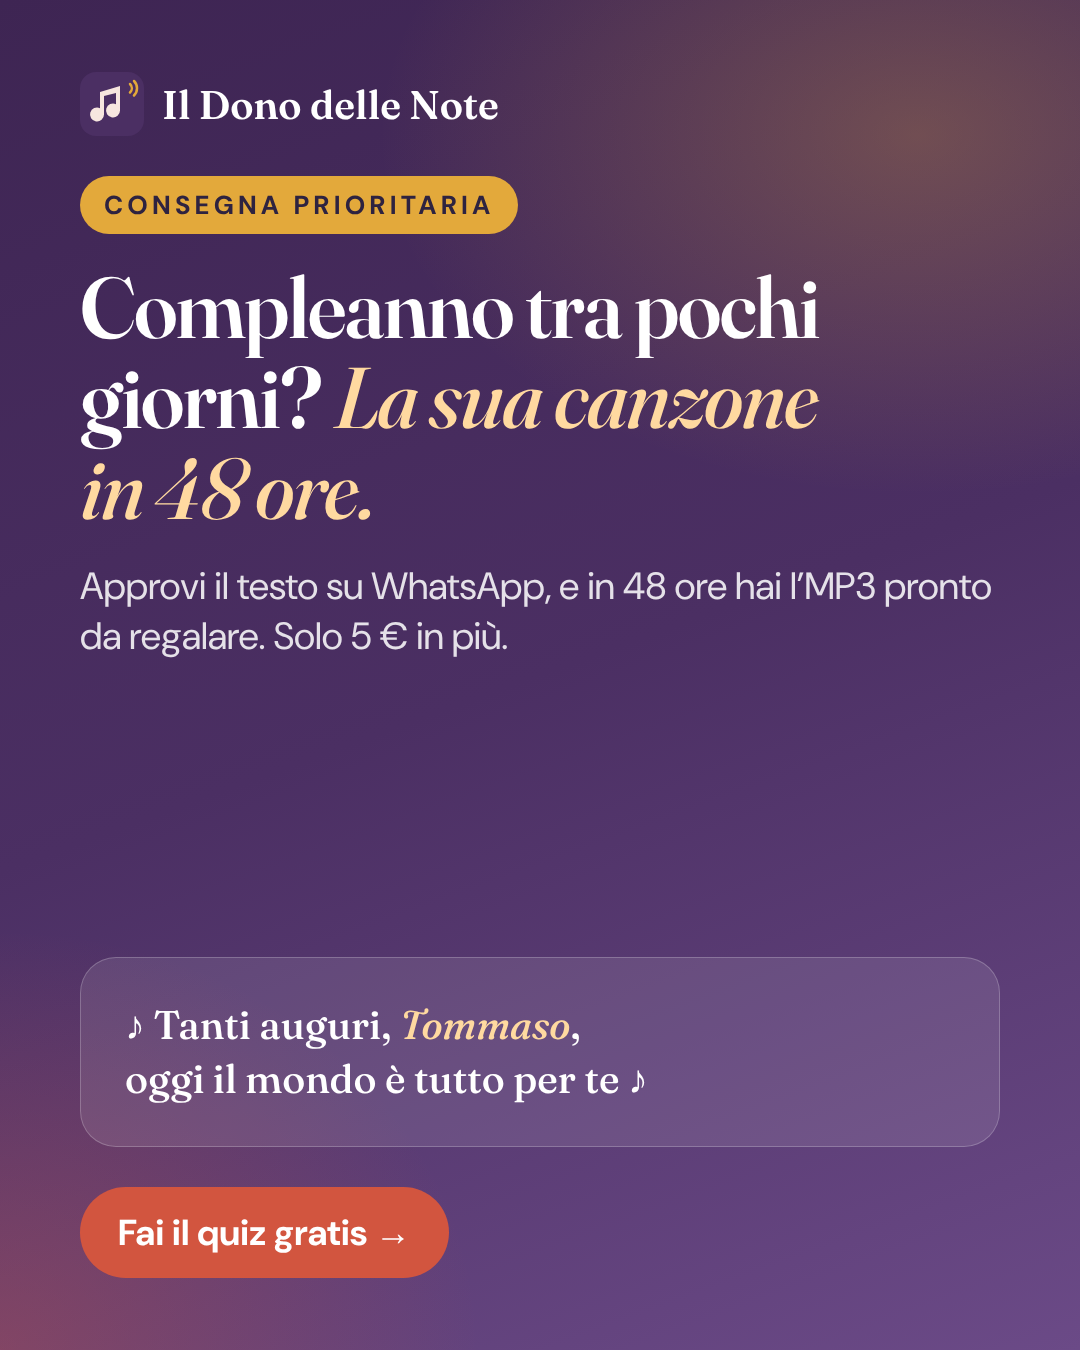 Il Dono delle Note
CONSEGNA PRIORITARIA
Compleanno tra pochi
giorni? La sua canzone
in 48 ore.
Approvi il testo su WhatsApp, e in 48 ore hai l’MP3 pronto
da regalare. Solo 5 € in più.
♪ Tanti auguri, Tommaso,
oggi il mondo è tutto per te ♪
Fai il quiz gratis →